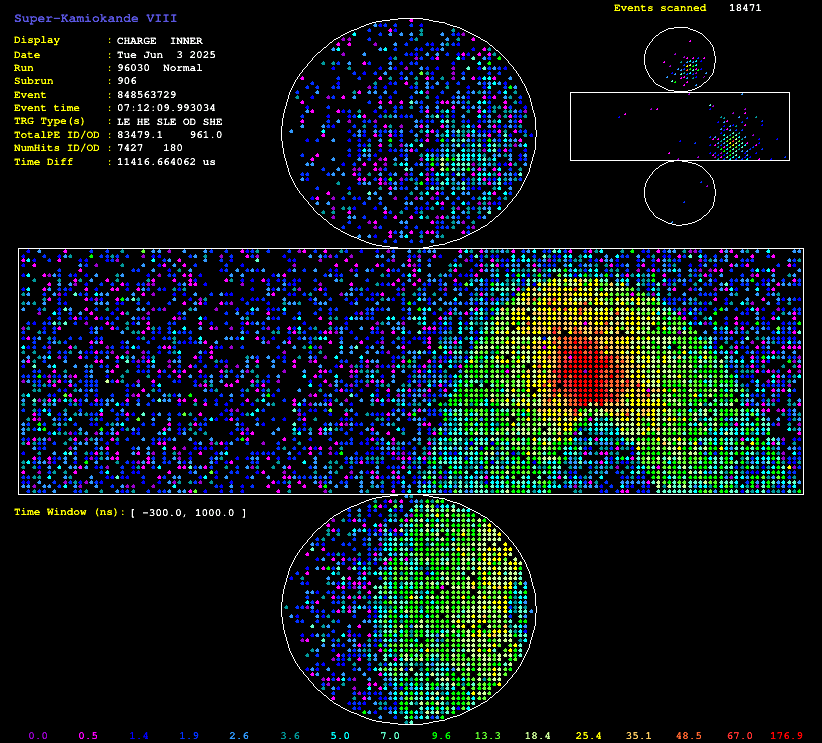 Super-Kamiokande VIII
Events scanned 18471
Display : CHARGE INNER
Date : Tue Jun 3 2025
Run : 96030 Normal
Subrun : 906
Event : 848563729
Event time : 07:12:09.993034
TRG Type(s) : LE HE SLE OD SHE
TotalPE ID/OD : 83479.1 961.0
NumHits ID/OD : 7427 180
Time Diff : 11416.664062 us
Time Window (ns): [ -300.0, 1000.0 ]
0.0 0.5 1.4 1.9 2.6 3.6 5.0 7.0 9.6 13.3 18.4 25.4 35.1 48.5 67.0 176.9